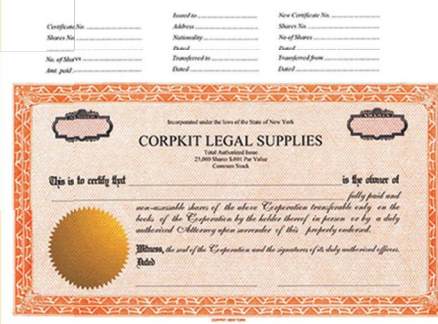 Issued to
New Certificate No.
Certificate No.
Address
Shares No.
Shares No.
Nationality
No of Shares
Dated
Dated
No. of Shares
Transferred to
Transferred from
Amt. paid
Dated
Dated
Incorporated under the laws of the State of New York
CORPKIT LEGAL SUPPLIES
Total Authorized Issue
25,000 Shares $.001 Par Value
Common Stock
This is to certify that is the owner of
fully paid and
non-assessable shares of the above Corporation transferable only on the
books of the Corporation by the holder thereof in person or by a duly
authorized Attorney upon surrender of this properly endorsed.
Witness, the seal of the Corporation and the signatures of its duly authorized officers.
Dated
CORPKIT, NEW YORK